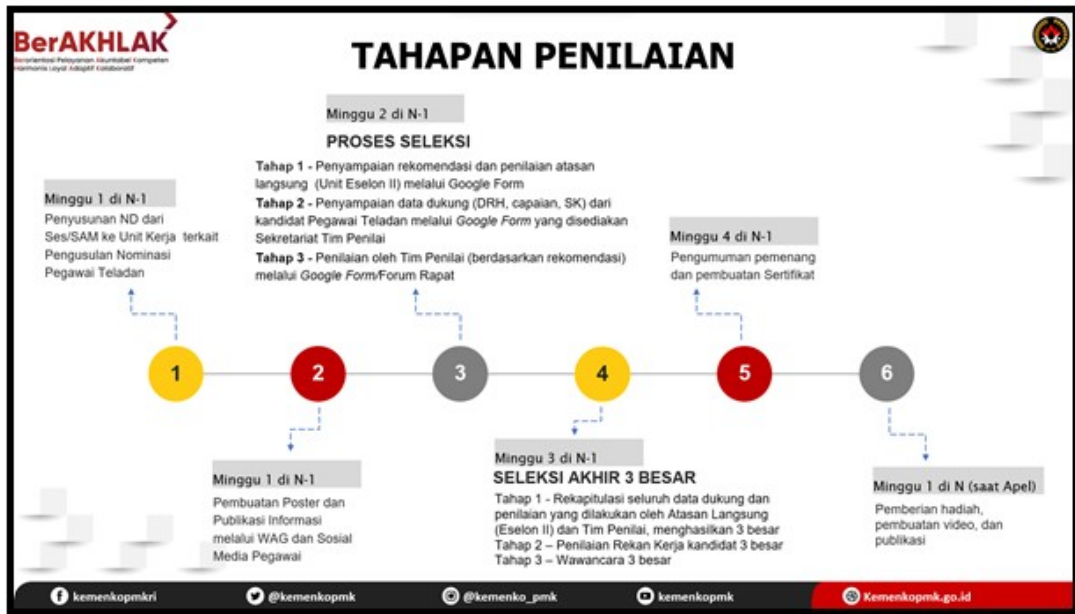 BerAKHLAK
Berorientasi Pelayanan Akuntabel Kompeten
Harmonis Loyal Adaptif Kolaboratif
TAHAPAN PENILAIAN
Minggu 2 di N-1
PROSES SELEKSI
Tahap 1 - Penyampaian rekomendasi dan penilaian atasan
langsung (Unit Eselon II) melalui Google Form
Tahap 2 - Penyampaian data dukung (DRH, capaian, SK) dari
kandidat Pegawai Teladan melalui Google Form yang disediakan
Sekretariat Tim Penilai
Tahap 3 - Penilaian oleh Tim Penilai (berdasarkan rekomendasi)
melalui Google Form/Forum Rapat
Minggu 1 di N-1
Penyusunan ND dari
Ses/SAM ke Unit Kerja terkait
Pengusulan Nominasi
Pegawai Teladan
Minggu 4 di N-1
Pengumuman pemenang
dan pembuatan Sertifikat
1
2
3
4
5
6
Minggu 1 di N-1
Pembuatan Poster dan
Publikasi Informasi
melalui WAG dan Sosial
Media Pegawai
Minggu 3 di N-1
SELEKSI AKHIR 3 BESAR
Tahap 1 - Rekapitulasi seluruh data dukung dan
penilaian yang dilakukan oleh Atasan Langsung
(Eselon II) dan Tim Penilai, menghasilkan 3 besar
Tahap 2 – Penilaian Rekan Kerja kandidat 3 besar
Tahap 3 – Wawancara 3 besar
Minggu 1 di N (saat Apel)
Pemberian hadiah,
pembuatan video, dan
publikasi
kemenkopmkri
@kemenkopmk
@kemenko_pmk
kemenkopmk
Kemenkopmk.go.id